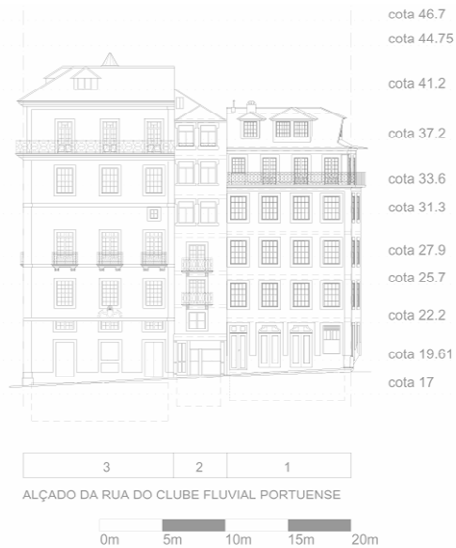 cota 46.7
cota 44.75
cota 41.2
cota 37.2
cota 33.6
cota 31.3
cota 27.9
cota 25.7
cota 22.2
cota 19.61
cota 17
3 2 1
ALÇADO DA RUA DO CLUBE FLUVIAL PORTUENSE
0m 5m 10m 15m 20m